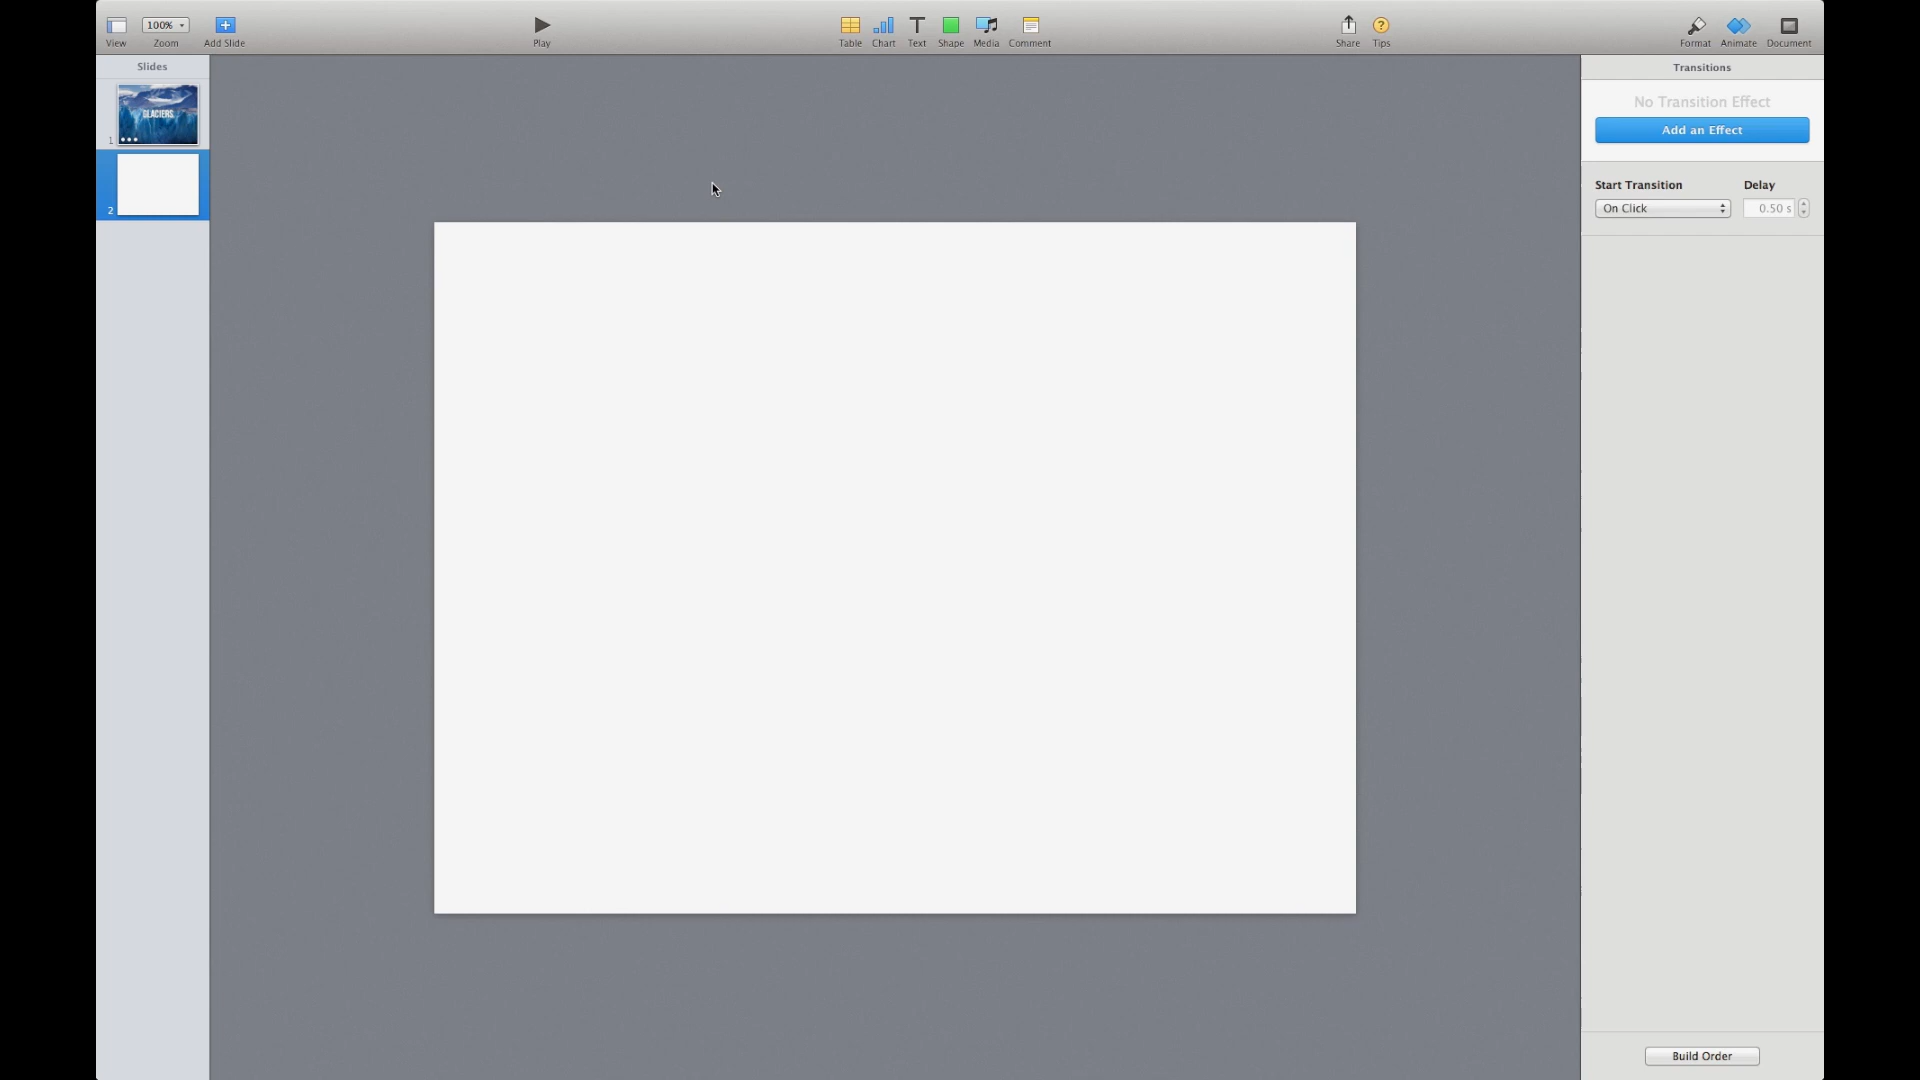 100%
View
Zoom
Add Slide
Play
Table
Chart
Text
Shape
Media
Comment
Share
?
Tips
Format
Animate
Document
Slides
GLACIERS
1
2
Transitions
No Transition Effect
Add an Effect
Start Transition
Delay
On Click
0.50 s
Build Order